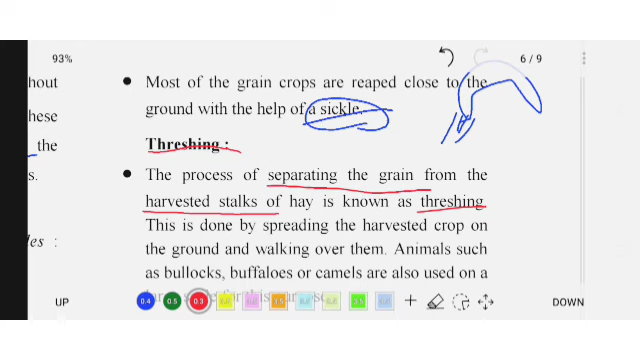 93%
6 / 9
hout
Most of the grain crops are reaped close to the
hese
ground with the help of a sickle.
the
Threshing :
s.
The process of separating the grain from the
harvested stalks of hay is known as threshing
This is done by spreading the harvested crop on
des :
the ground and walking over them. Animals such
as bullocks, buffaloes or camels are also used on a
UP
0.4
0.5
0.3
DOWN